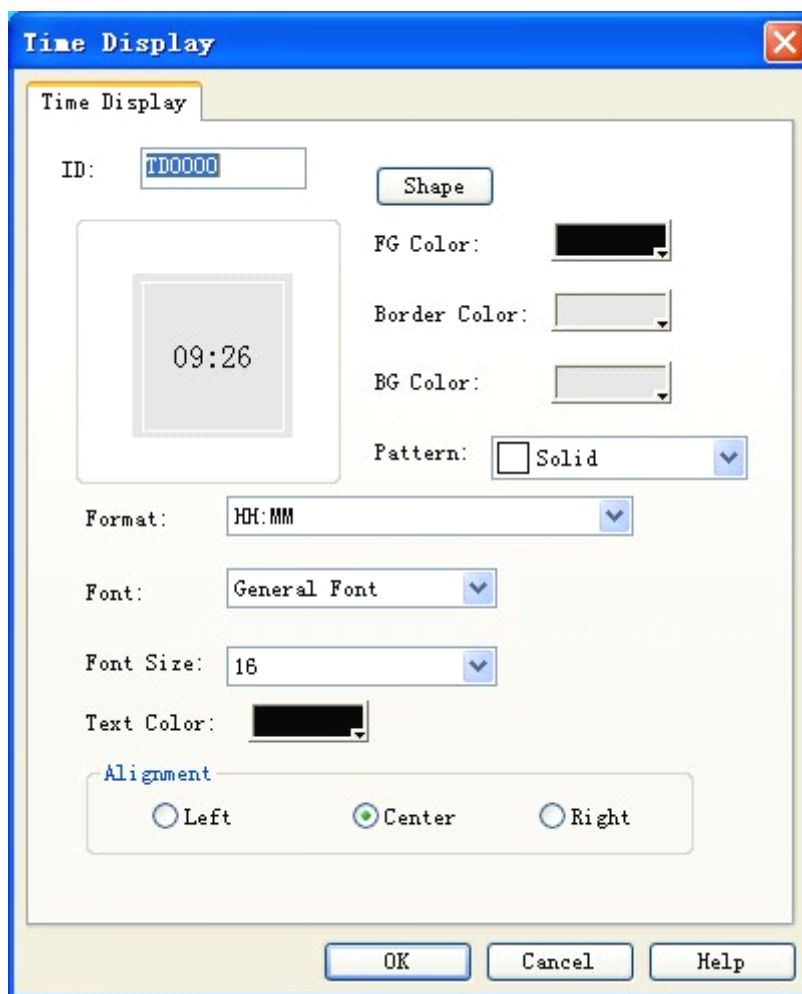 Time Display
Time Display
ID: TD0000
Shape
FG Color:
09:26
Border Color:
BG Color:
Pattern: Solid
Format: HH:MM
Font: General Font
Font Size: 16
Text Color:
Alignment
Left Center Right
OK Cancel Help